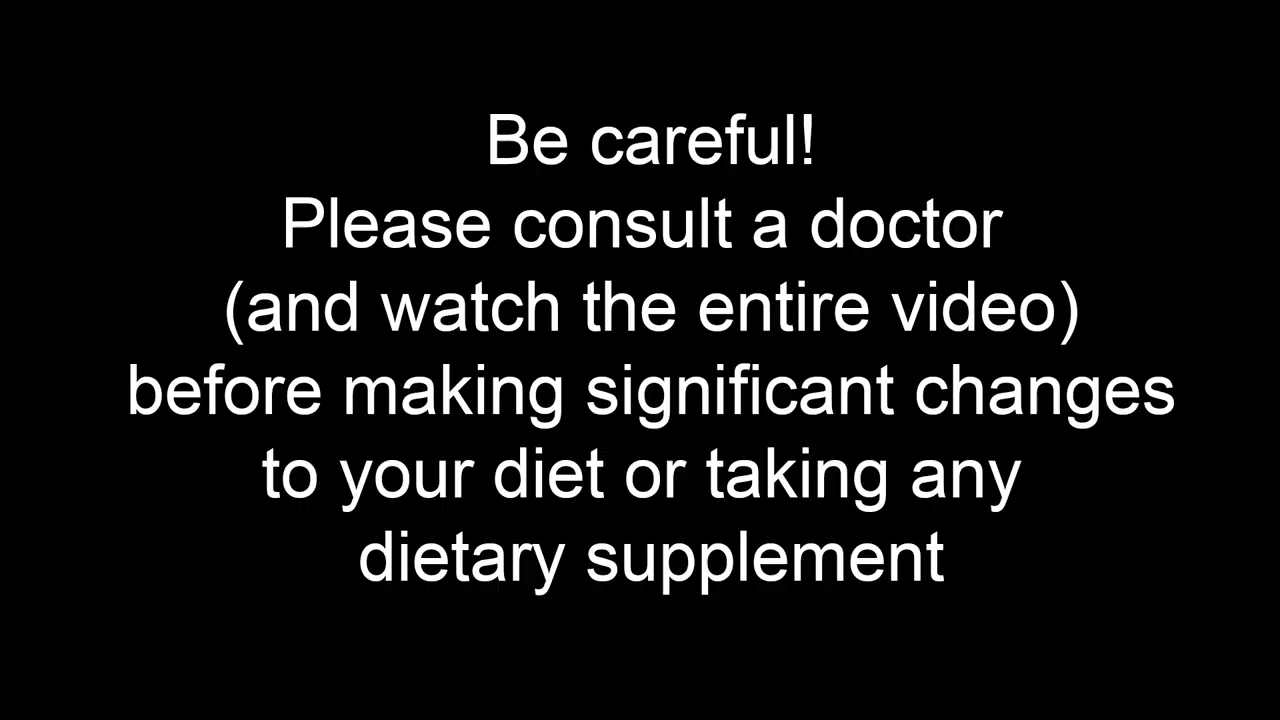 Be careful!
Please consult a doctor
(and watch the entire video)
before making significant changes
to your diet or taking any
dietary supplement